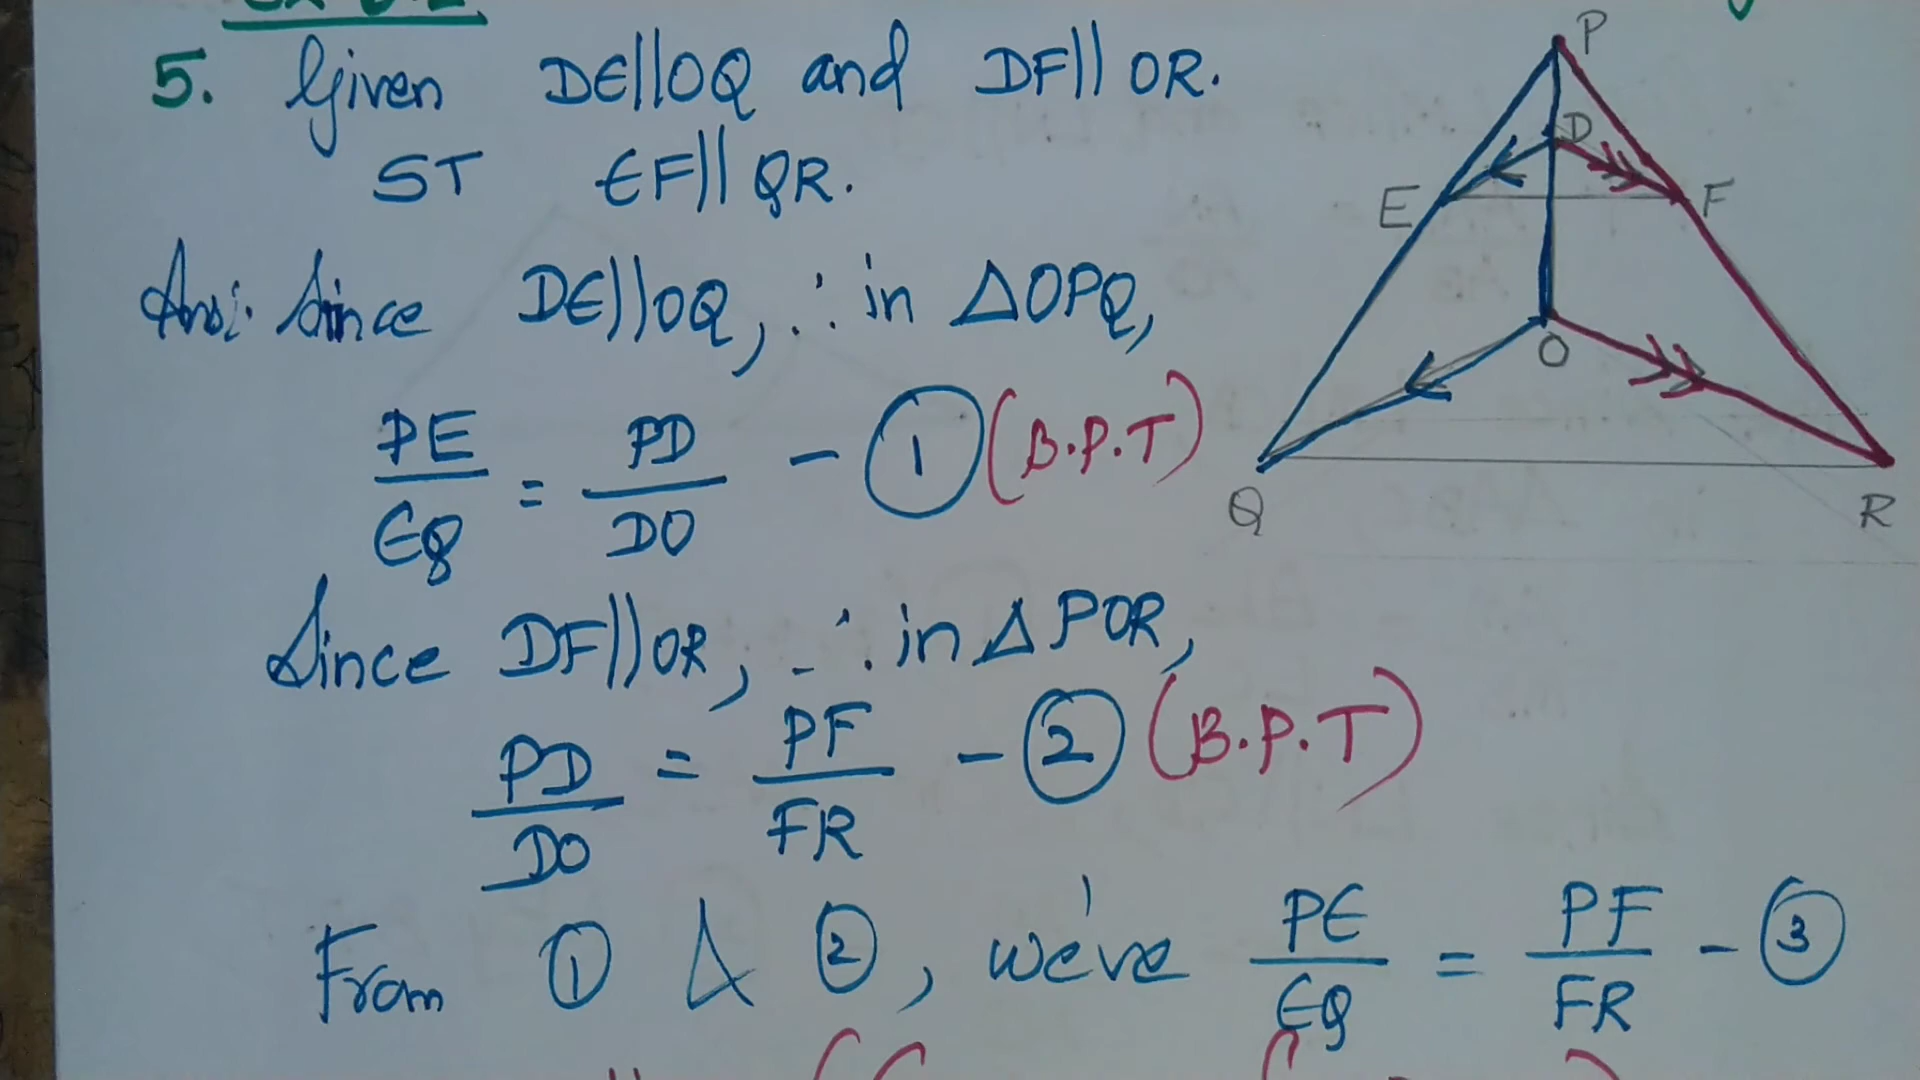 5. Given DE||OQ and DF|| OR.
ST EF|| QR.
Ans:. Since DE||OQ, ∴ in ΔOPQ,
PE/EQ = PD/DO - ① (B.P.T)
Since DF||OR, ∴ in Δ POR,
PD/DO = PF/FR - ② (B.P.T)
From ① & ②, we've PE/EQ = PF/FR - ③
P
D
E
F
O
Q
R